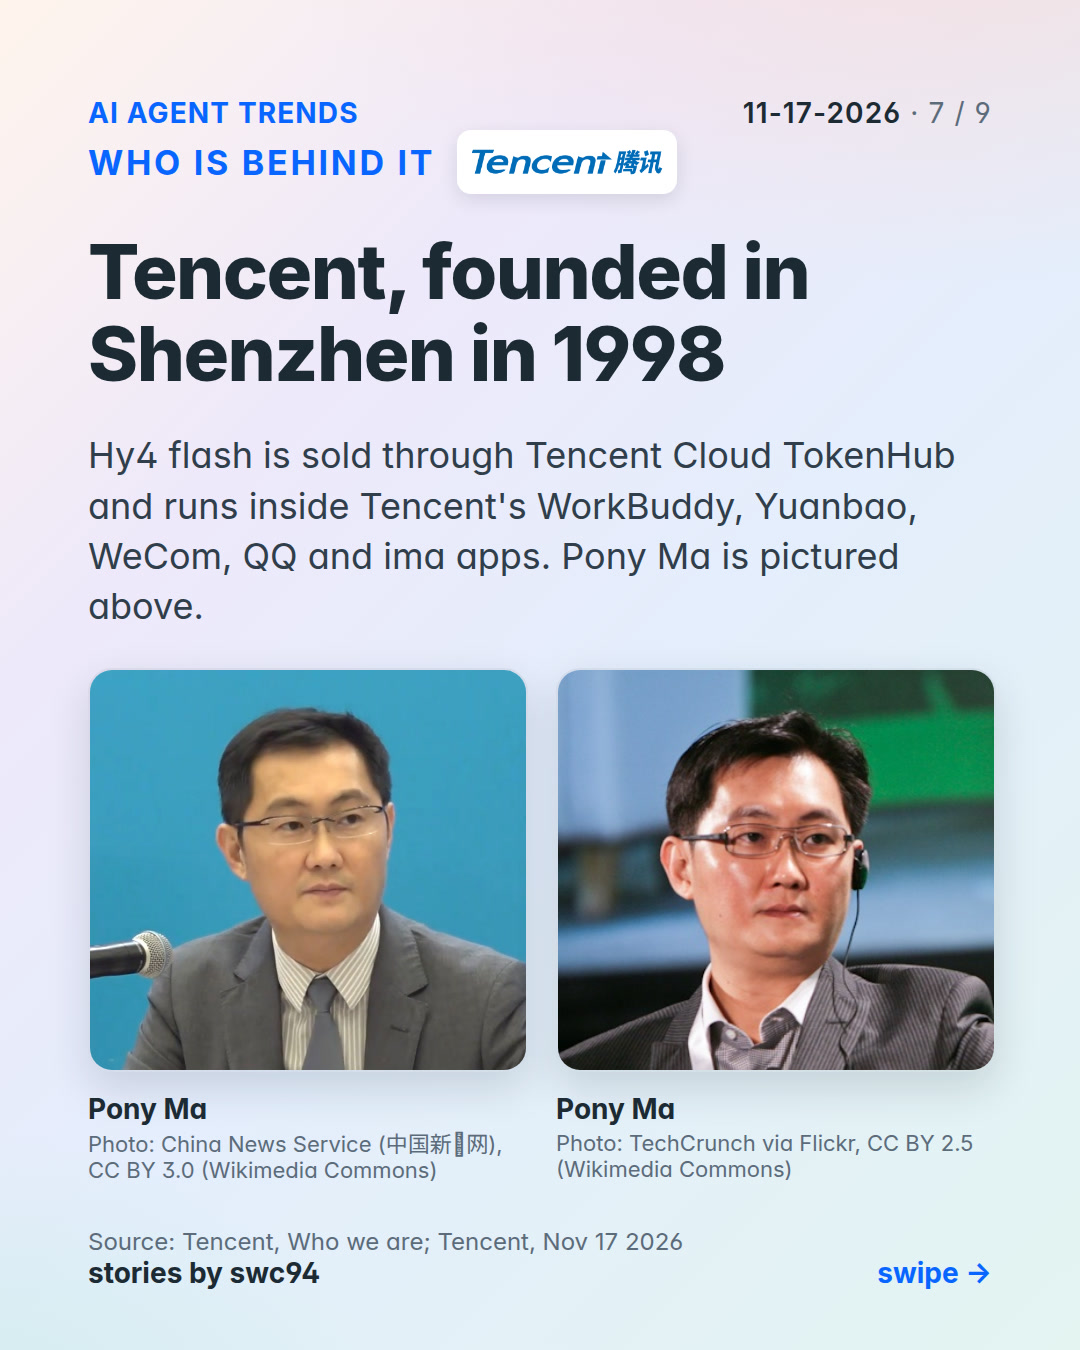 AI AGENT TRENDS
11-17-2026 · 7 / 9
WHO IS BEHIND IT
Tencent 腾讯
Tencent, founded in
Shenzhen in 1998
Hy4 flash is sold through Tencent Cloud TokenHub
and runs inside Tencent's WorkBuddy, Yuanbao,
WeCom, QQ and ima apps. Pony Ma is pictured
above.
Pony Ma
Photo: China News Service (中国新网),
CC BY 3.0 (Wikimedia Commons)
Pony Ma
Photo: TechCrunch via Flickr, CC BY 2.5
(Wikimedia Commons)
Source: Tencent, Who we are; Tencent, Nov 17 2026
stories by swc94
swipe →